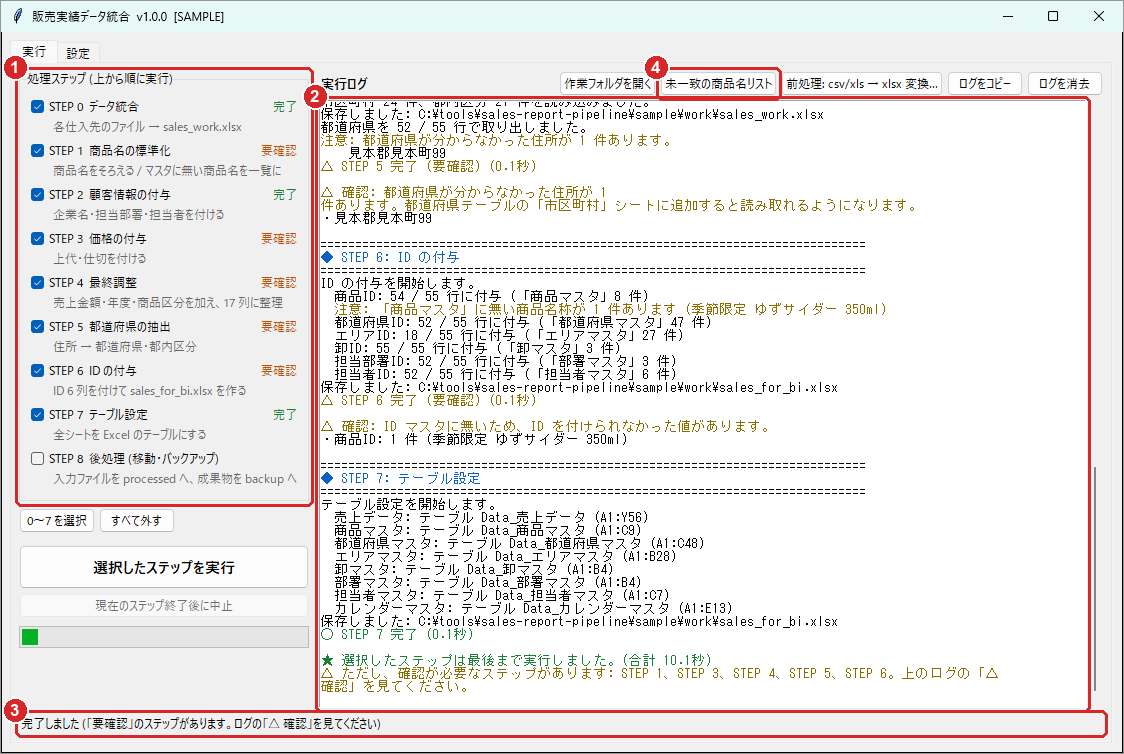 販売実績データ統合 v1.0.0 [SAMPLE]
実行 設定
1
処理ステップ (上から順に実行)
STEP 0 データ統合 完了
各仕入先のファイル → sales_work.xlsx
STEP 1 商品名の標準化 要確認
商品名をそろえる / マスタに無い商品名を一覧に
STEP 2 顧客情報の付与 完了
企業名・担当部署・担当者を付ける
STEP 3 価格の付与 要確認
上代・仕切を付ける
STEP 4 最終調整 要確認
売上金額・年度・商品区分を加え、17 列に整理
STEP 5 都道府県の抽出 要確認
住所 → 都道府県・都内区分
STEP 6 ID の付与 要確認
ID 6 列を付けて sales_for_bi.xlsx を作る
STEP 7 テーブル設定 完了
全シートを Excel のテーブルにする
STEP 8 後処理 (移動・バックアップ)
入力ファイルを processed へ、成果物を backup へ
0～7 を選択 すべて外す
選択したステップを実行
現在のステップ終了後に中止
実行ログ
4
作業フォルダを開く 未一致の商品名リスト 前処理: csv/xls → xlsx 変換... ログをコピー ログを消去
2
市区町村 24 件、都内区分 27 件を読み込みました。
保存しました: C:¥tools¥sales-report-pipeline¥sample¥work¥sales_work.xlsx
都道府県を 52 / 55 行で取り出しました。
注意: 都道府県が分からなかった住所が 1 件あります。
見本郡見本町99
△ STEP 5 完了 (要確認) (0.1秒)
△ 確認: 都道府県が分からなかった住所が 1
件あります。都道府県テーブルの「市区町村」シートに追加すると読み取れるようになります。
・見本郡見本町99
================================================================================
◆ STEP 6: ID の付与
================================================================================
ID の付与を開始します。
商品ID: 54 / 55 行に付与 (「商品マスタ」8 件)
注意: 「商品マスタ」に無い商品名称が 1 件あります (季節限定 ゆずサイダー 350ml)
都道府県ID: 52 / 55 行に付与 (「都道府県マスタ」47 件)
エリアID: 18 / 55 行に付与 (「エリアマスタ」27 件)
卸ID: 55 / 55 行に付与 (「卸マスタ」3 件)
担当部署ID: 52 / 55 行に付与 (「部署マスタ」3 件)
担当者ID: 52 / 55 行に付与 (「担当者マスタ」6 件)
保存しました: C:¥tools¥sales-report-pipeline¥sample¥work¥sales_for_bi.xlsx
△ STEP 6 完了 (要確認) (0.1秒)
△ 確認: ID マスタに無いため、ID を付けられなかった値があります。
・商品ID: 1 件 (季節限定 ゆずサイダー 350ml)
================================================================================
◆ STEP 7: テーブル設定
================================================================================
テーブル設定を開始します。
売上データ: テーブル Data_売上データ (A1:Y56)
商品マスタ: テーブル Data_商品マスタ (A1:C9)
都道府県マスタ: テーブル Data_都道府県マスタ (A1:C48)
エリアマスタ: テーブル Data_エリアマスタ (A1:B28)
卸マスタ: テーブル Data_卸マスタ (A1:B4)
部署マスタ: テーブル Data_部署マスタ (A1:B4)
担当者マスタ: テーブル Data_担当者マスタ (A1:C7)
カレンダーマスタ: テーブル Data_カレンダーマスタ (A1:E13)
保存しました: C:¥tools¥sales-report-pipeline¥sample¥work¥sales_for_bi.xlsx
○ STEP 7 完了 (0.1秒)
★ 選択したステップは最後まで実行しました。(合計 10.1秒)
△ ただし、確認が必要なステップがあります: STEP 1、STEP 3、STEP 4、STEP 5、STEP 6。上のログの「△
確認」を見てください。
3
完了しました (「要確認」のステップがあります。ログの「△ 確認」を見てください)